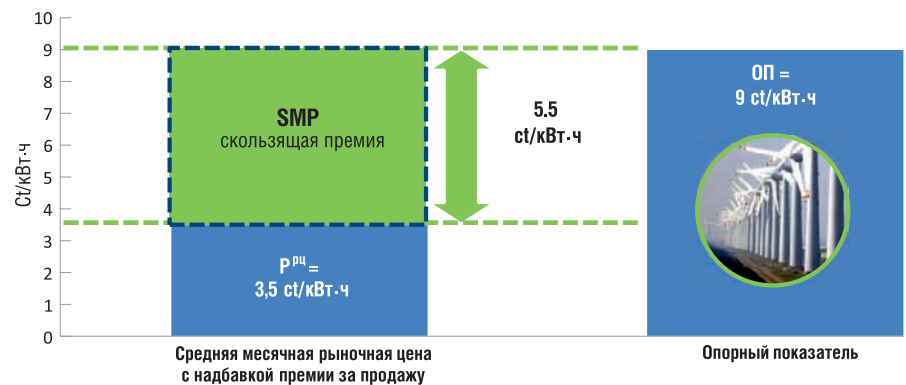 Ct/кВт·ч
10
9
8
7
6
5
4
3
2
1
0
SMP
скользящая премия
Pрц =
3,5 ct/кВт·ч
5.5
ct/кВт·ч
ОП =
9 ct/кВт·ч
Средняя месячная рыночная цена
с надбавкой премии за продажу
Опорный показатель